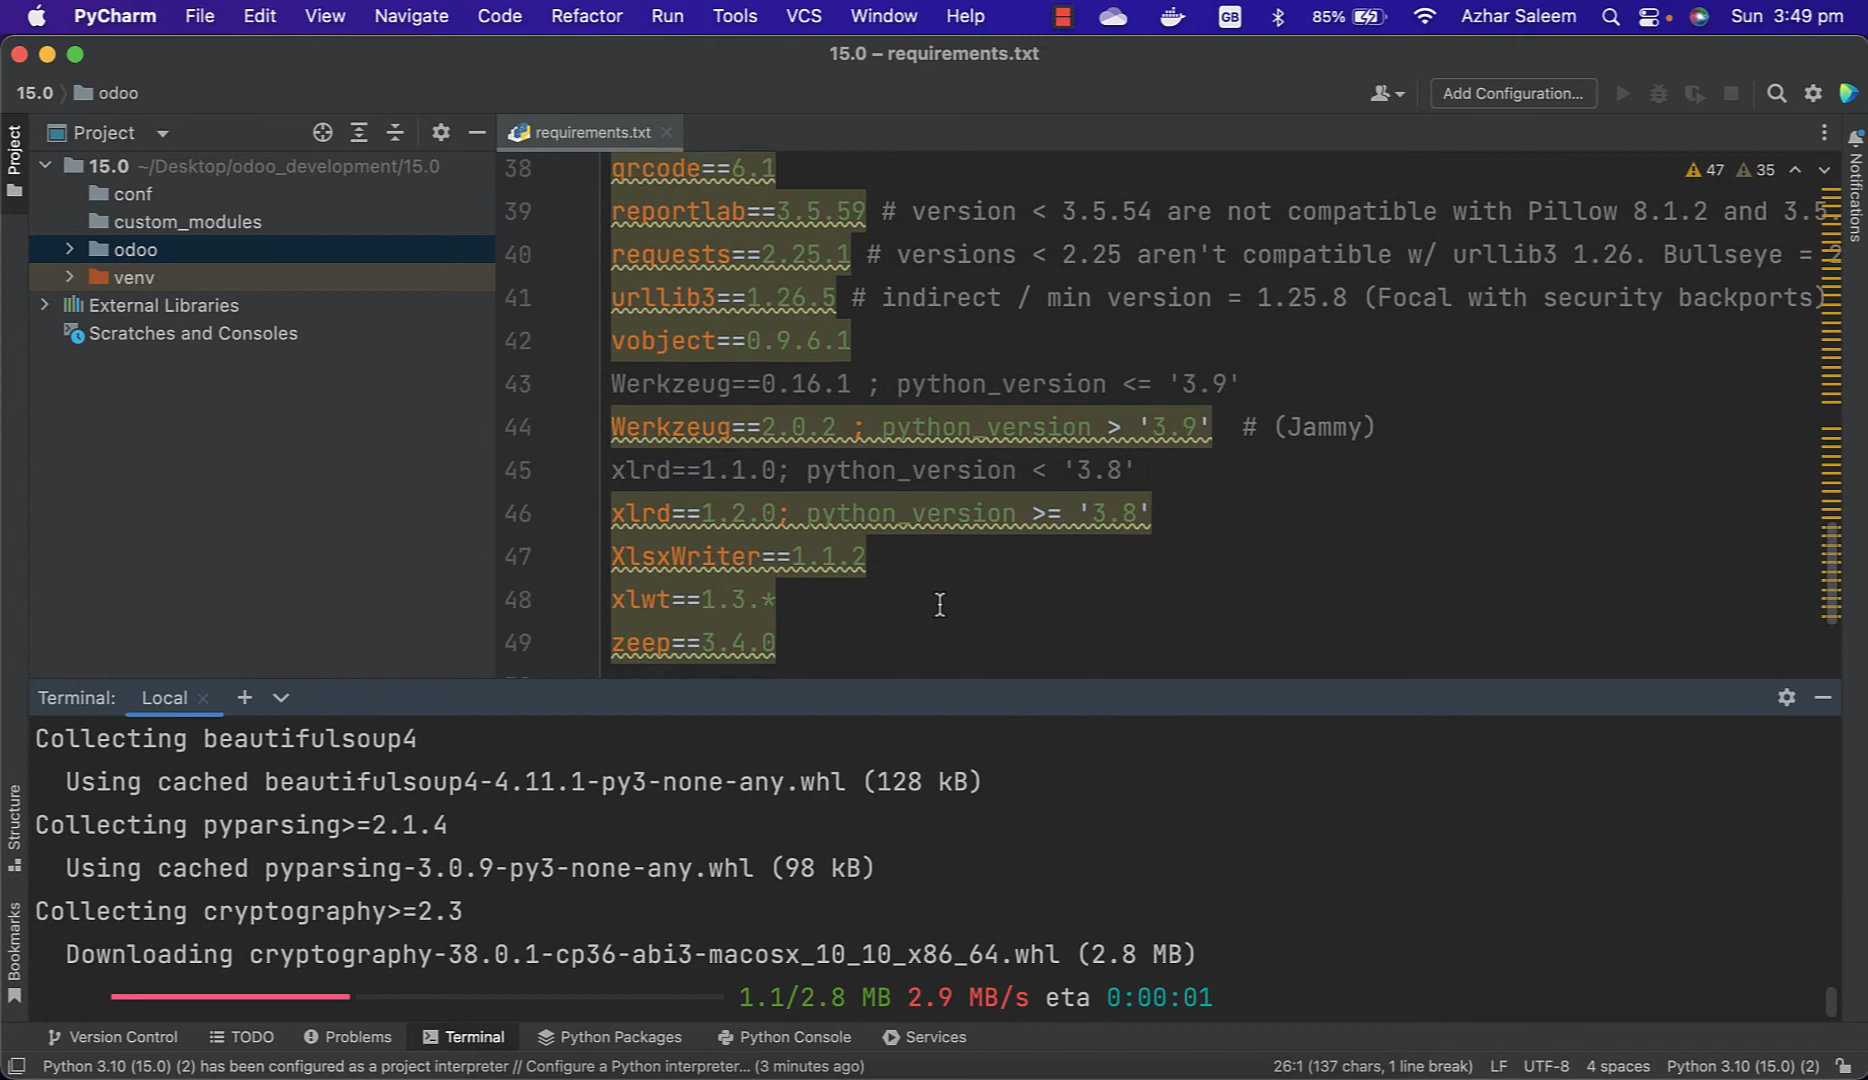 PyCharm File Edit View Navigate Code Refactor Run Tools VCS Window Help GB 85% Azhar Saleem Sun 3:49 pm
15.0 – requirements.txt
15.0 odoo Add Configuration...
Project
Project
requirements.txt
15.0 ~/Desktop/odoo_development/15.0
conf
custom_modules
odoo
venv
External Libraries
Scratches and Consoles
47 35
38 qrcode==6.1
39 reportlab==3.5.59 # version < 3.5.54 are not compatible with Pillow 8.1.2 and 3.5.
40 requests==2.25.1 # versions < 2.25 aren't compatible w/ urllib3 1.26. Bullseye = 2
41 urllib3==1.26.5 # indirect / min version = 1.25.8 (Focal with security backports)
42 vobject==0.9.6.1
43 Werkzeug==0.16.1 ; python_version <= '3.9'
44 Werkzeug==2.0.2 ; python_version > '3.9' # (Jammy)
45 xlrd==1.1.0; python_version < '3.8'
46 xlrd==1.2.0; python_version >= '3.8'
47 XlsxWriter==1.1.2
48 xlwt==1.3.*
49 zeep==3.4.0
Notifications
Terminal: Local
Collecting beautifulsoup4
Using cached beautifulsoup4-4.11.1-py3-none-any.whl (128 kB)
Collecting pyparsing>=2.1.4
Using cached pyparsing-3.0.9-py3-none-any.whl (98 kB)
Collecting cryptography>=2.3
Downloading cryptography-38.0.1-cp36-abi3-macosx_10_10_x86_64.whl (2.8 MB)
1.1/2.8 MB 2.9 MB/s eta 0:00:01
Structure
Bookmarks
Version Control TODO Problems Terminal Python Packages Python Console Services
Python 3.10 (15.0) (2) has been configured as a project interpreter // Configure a Python interpreter... (3 minutes ago) 26:1 (137 chars, 1 line break) LF UTF-8 4 spaces Python 3.10 (15.0) (2)